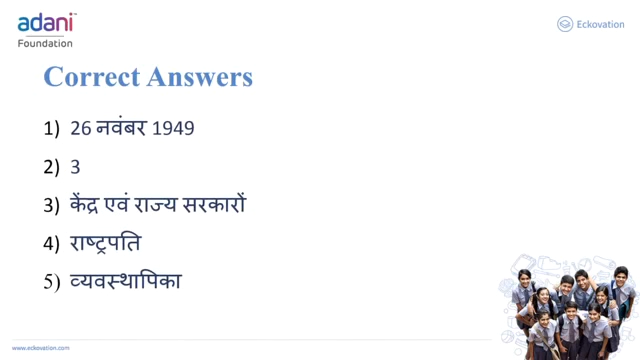 adani
Foundation
Eckovation
Correct Answers
1) 26 नवंबर 1949
2) 3
3) केंद्र एवं राज्य सरकारों
4) राष्ट्रपति
5) व्यवस्थापिका
www.eckovation.com